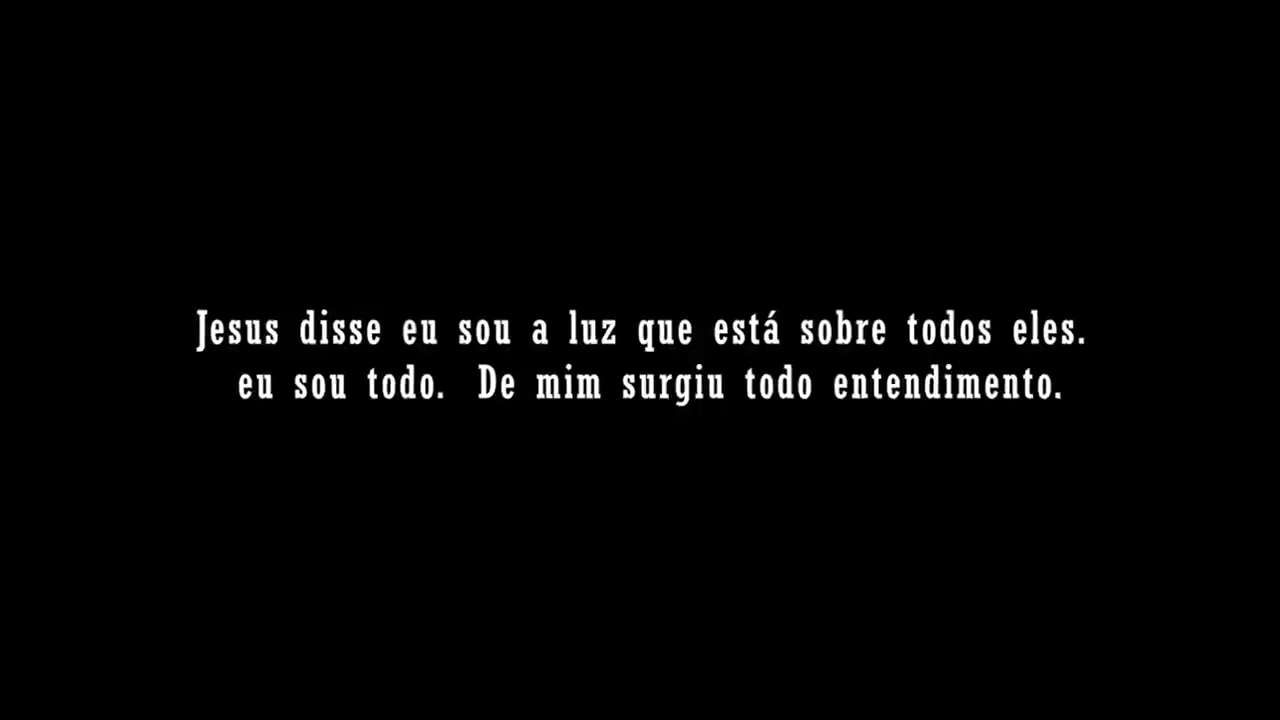 Jesus disse eu sou a luz que está sobre todos eles.
eu sou todo. De mim surgiu todo entendimento.